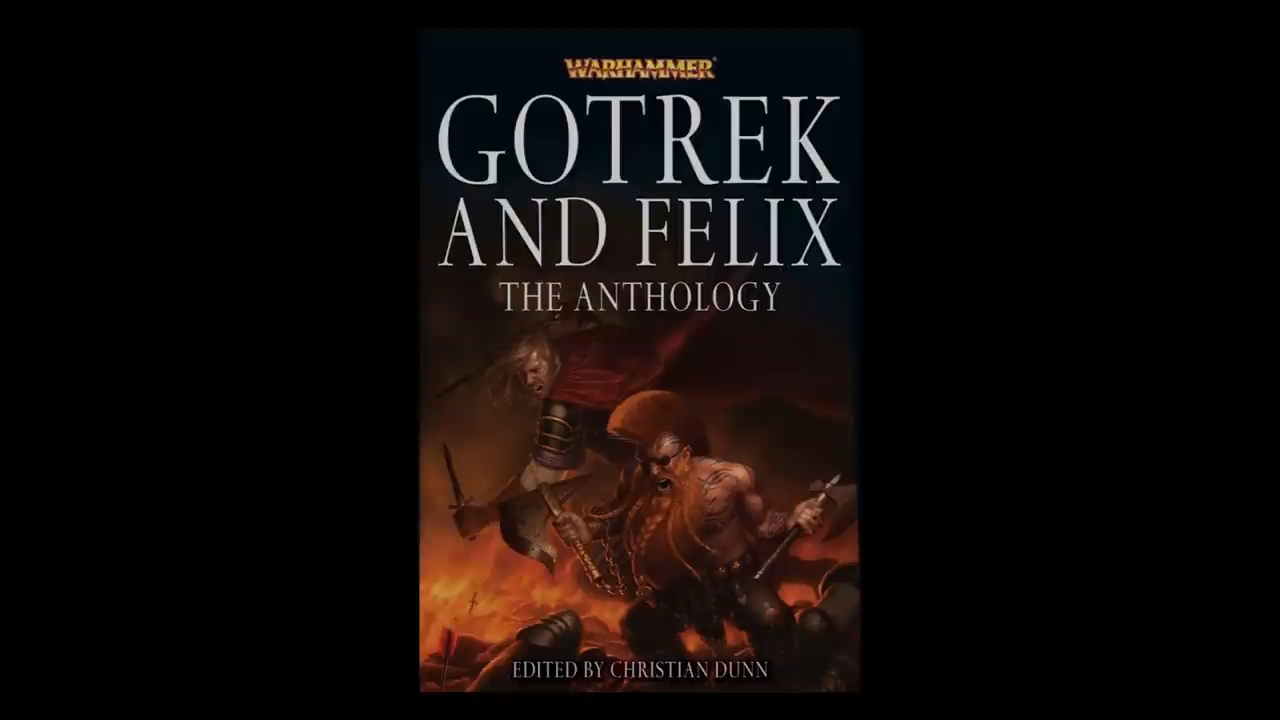 WARHAMMER
GOTREK
AND FELIX
THE ANTHOLOGY
EDITED BY CHRISTIAN DUNN